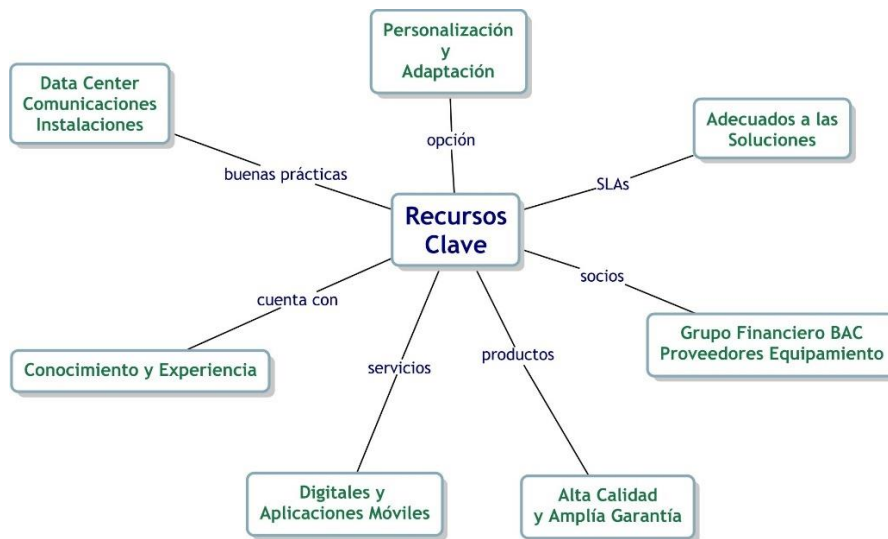 Personalización
y
Adaptación
Data Center
Comunicaciones
Instalaciones
Adecuados a las
Soluciones
opción
buenas prácticas
SLAs
Recursos
Clave
cuenta con
socios
Grupo Financiero BAC
Proveedores Equipamiento
Conocimiento y Experiencia
servicios
productos
Digitales y
Aplicaciones Móviles
Alta Calidad
y Amplía Garantía